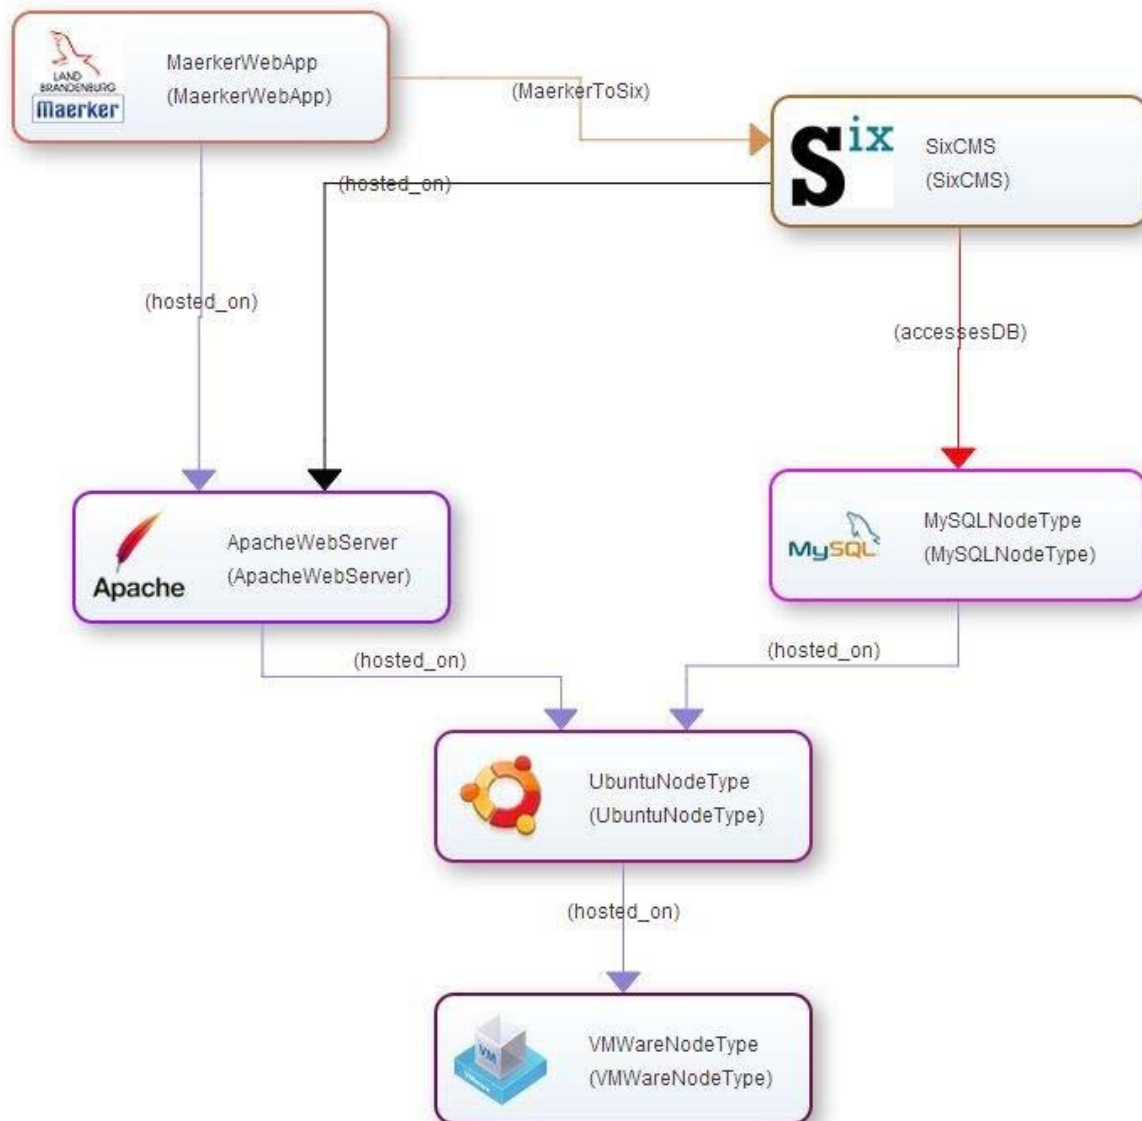 LAND
BRANDENBURG
Maerker
MaerkerWebApp
(MaerkerWebApp)
(MaerkerToSix)
Six
SixCMS
(SixCMS)
(hosted_on)
(hosted_on)
(accessesDB)
Apache
ApacheWebServer
(ApacheWebServer)
MySQL
MySQLNodeType
(MySQLNodeType)
(hosted_on)
(hosted_on)
UbuntuNodeType
(UbuntuNodeType)
(hosted_on)
VM
vmware
VMWareNodeType
(VMWareNodeType)